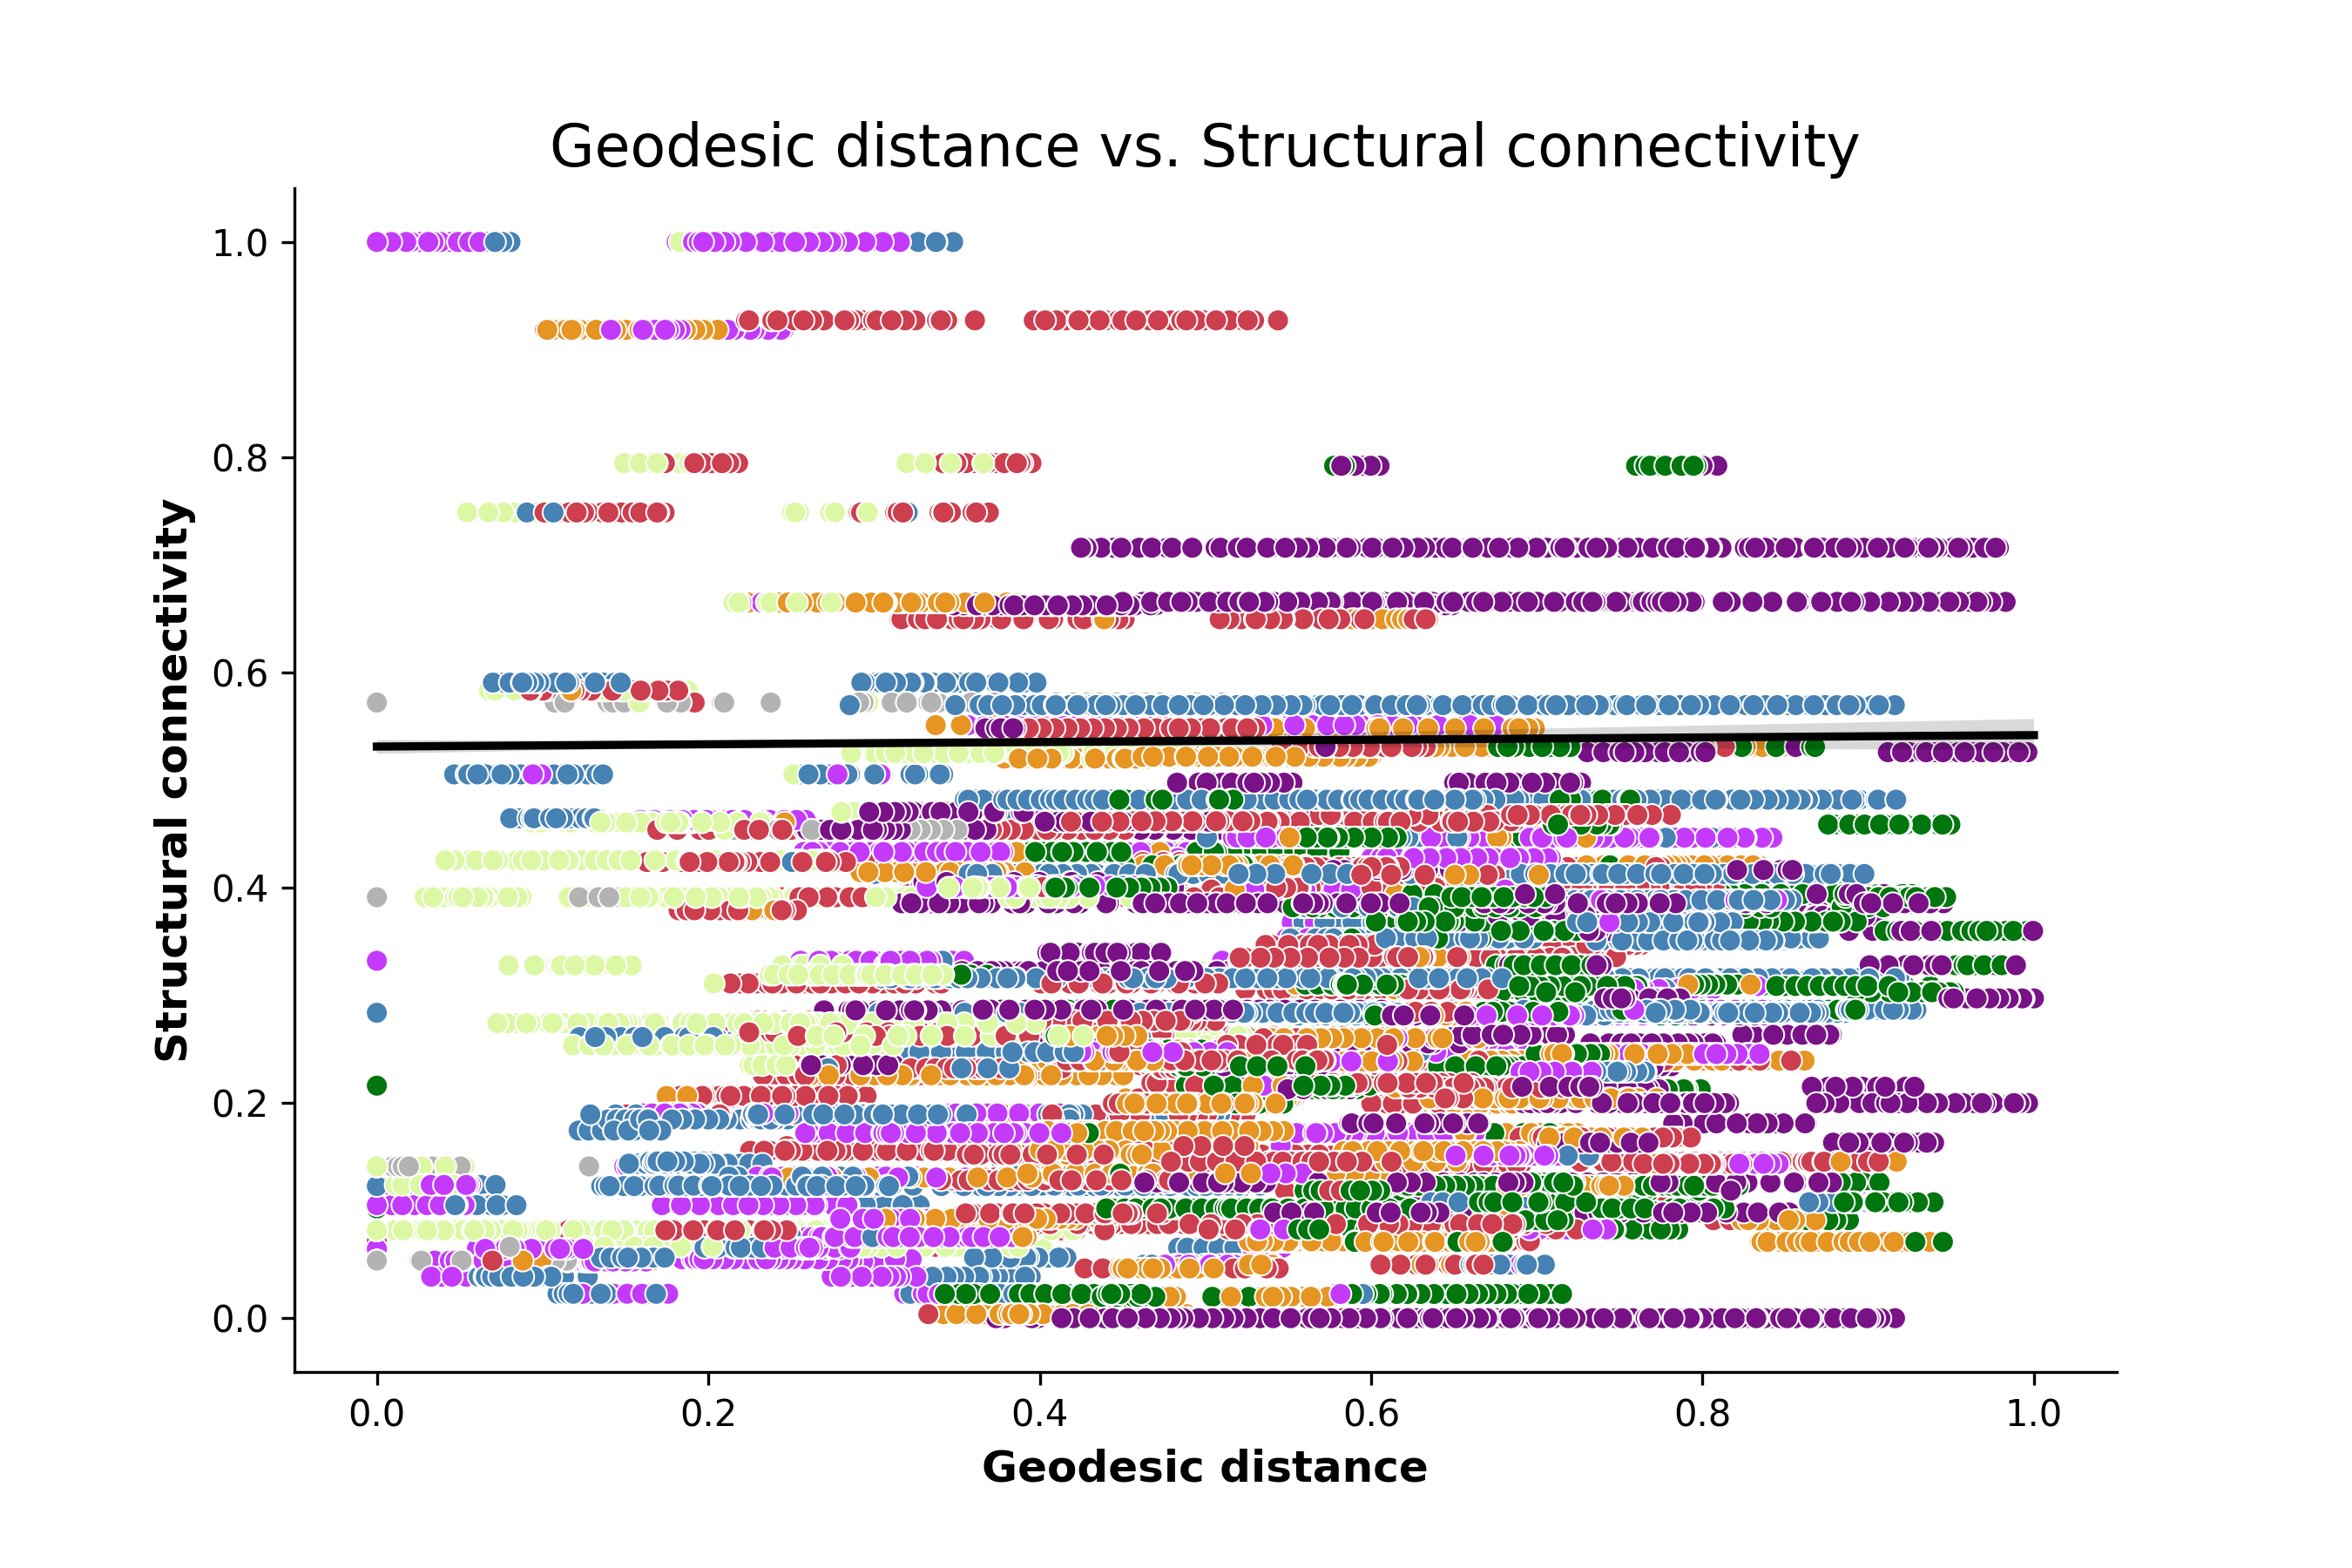 Geodesic distance vs. Structural connectivity
1.0
0.8
0.6
0.4
0.2
0.0
Structural connectivity
0.0 0.2 0.4 0.6 0.8 1.0
Geodesic distance